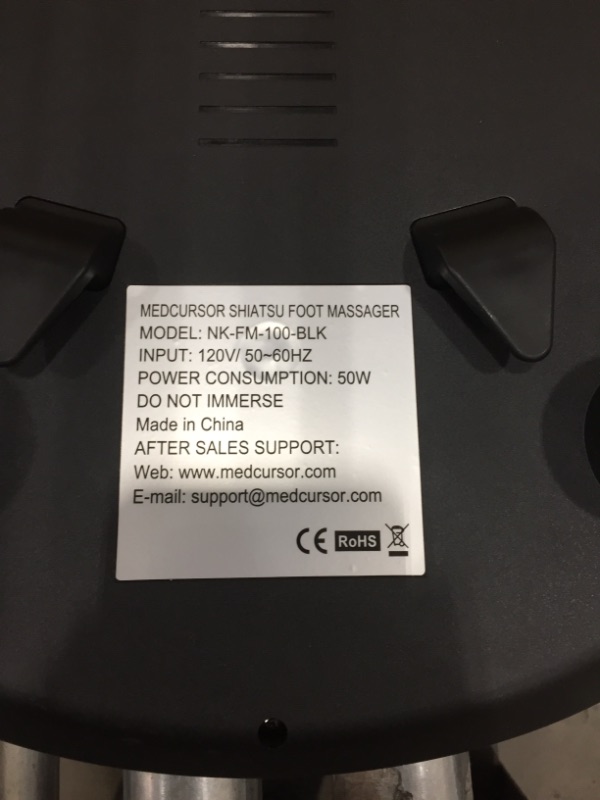 MEDCURSOR SHIATSU FOOT MASSAGER
MODEL: NK-FM-100-BLK
INPUT: 120V/ 50~60HZ
POWER CONSUMPTION: 50W
DO NOT IMMERSE
Made in China
AFTER SALES SUPPORT:
Web: www.medcursor.com
E-mail: support@medcursor.com
CE RoHS